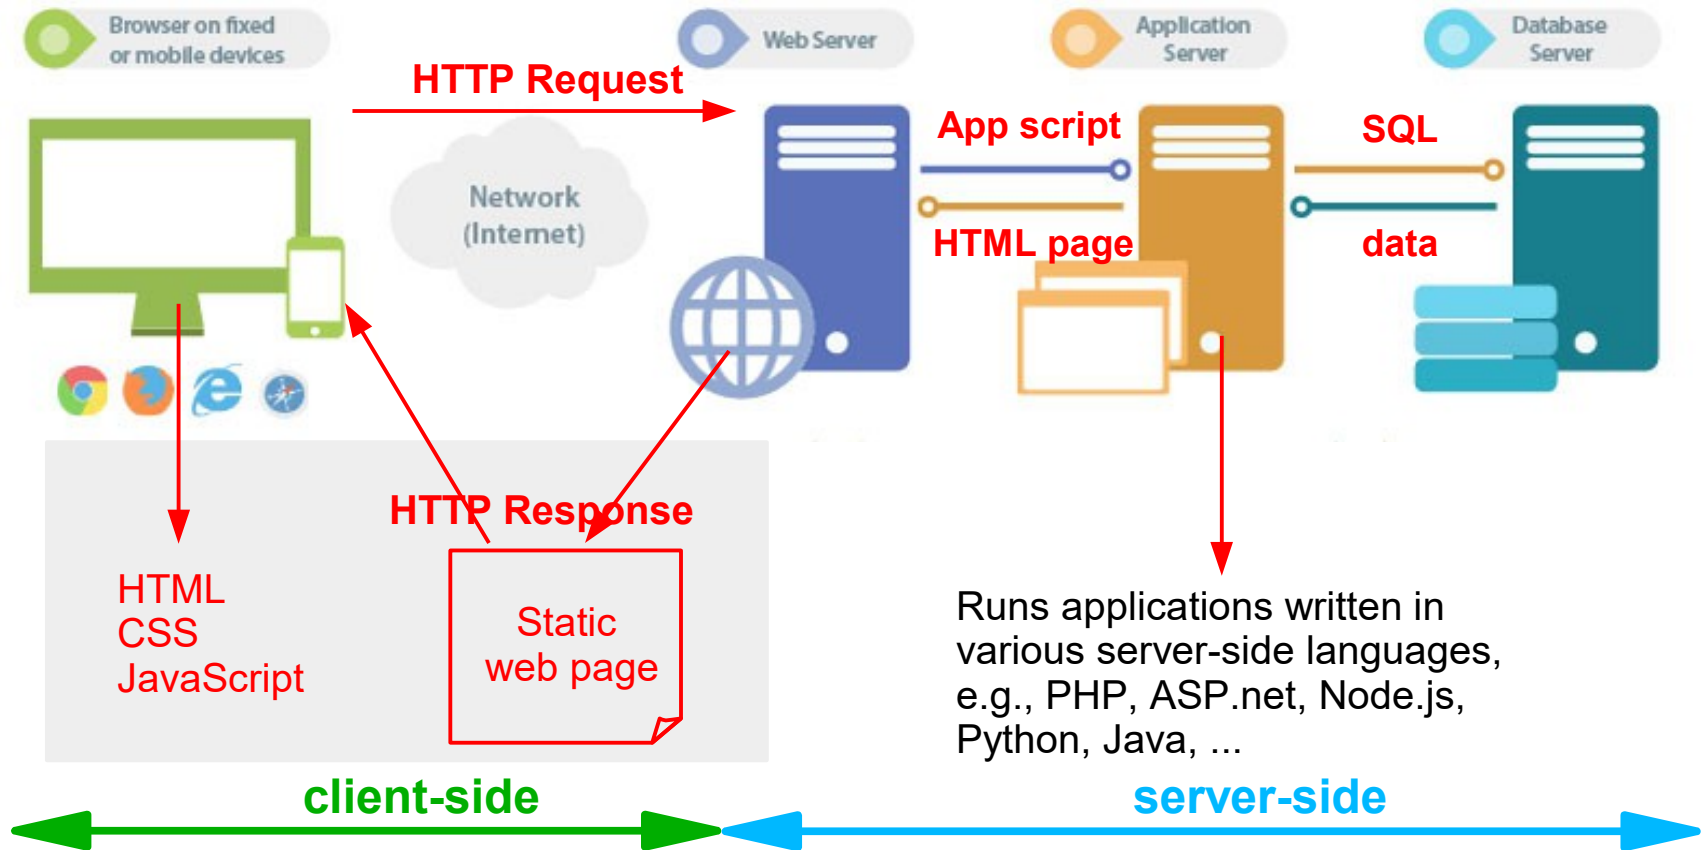 Browser on fixed
or mobile devices
Web Server
Application
Server
Database
Server
HTTP Request
App script
SQL
Network
(Internet)
HTML page
data
HTTP Response
HTML
CSS
JavaScript
Static
web page
Runs applications written in
various server-side languages,
e.g., PHP, ASP.net, Node.js,
Python, Java, ...
client-side
server-side